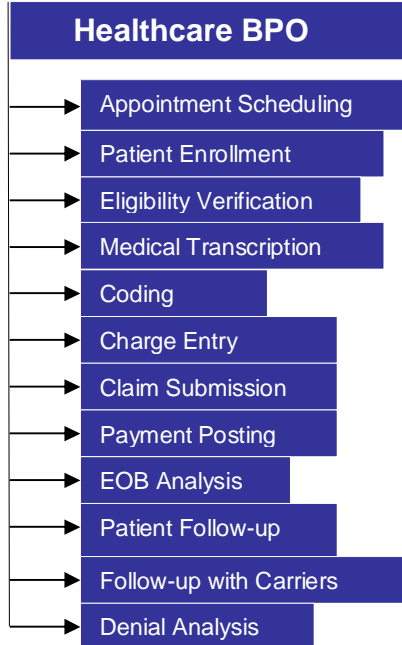 Healthcare BPO
Appointment Scheduling
Patient Enrollment
Eligibility Verification
Medical Transcription
Coding
Charge Entry
Claim Submission
Payment Posting
EOB Analysis
Patient Follow-up
Follow-up with Carriers
Denial Analysis